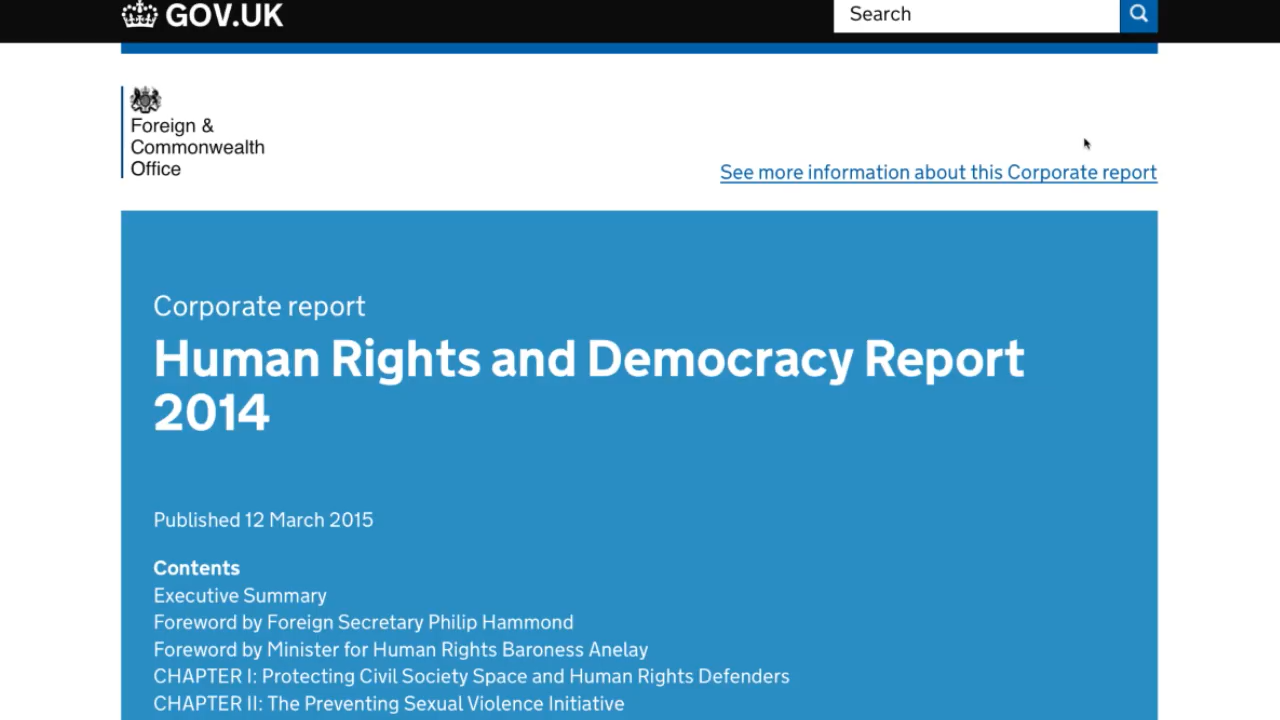 GOV.UK
Search
Foreign &
Commonwealth
Office
See more information about this Corporate report
Corporate report
Human Rights and Democracy Report
2014
Published 12 March 2015
Contents
Executive Summary
Foreword by Foreign Secretary Philip Hammond
Foreword by Minister for Human Rights Baroness Anelay
CHAPTER I: Protecting Civil Society Space and Human Rights Defenders
CHAPTER II: The Preventing Sexual Violence Initiative